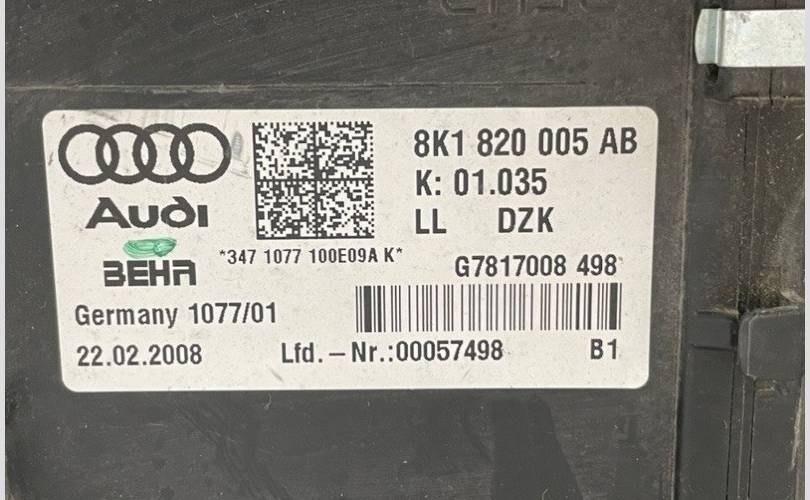 8K1 820 005 AB
K: 01.035
Audi
LL DZK
BEHR
*347 1077 100E09A K*
G7817008 498
Germany 1077/01
22.02.2008
Lfd.-Nr.:00057498
B1